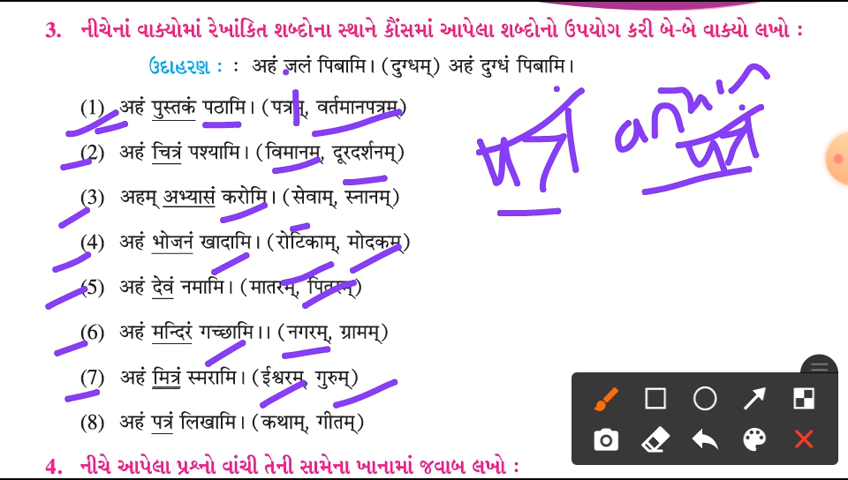 3. નીચેનાં વાક્યોમાં રેખાંકિત શબ્દોના સ્થાને કૌંસમાં આપેલા શબ્દોનો ઉપયોગ કરી બે-બે વાક્યો લખો :
ઉદાહરણ : : अहं जलं पिबामि। (दुग्धम्) अहं दुग्धं पिबामि।
(1) अहं पुस्तकं पठामि। (पत्रम्, वर्तमानपत्रम्)
(2) अहं चित्रं पश्यामि। (विमानम्, दूरदर्शनम्)
(3) अहम् अभ्यासं करोमि। (सेवाम्, स्नानम्)
(4) अहं भोजनं खादामि। (रोटिकाम्, मोदकम्)
(5) अहं देवं नमामि। (मातरम्, पितरम्)
(6) अहं मन्दिरं गच्छामि।। (नगरम्, ग्रामम्)
(7) अहं मित्रं स्मरामि। (ईश्वरम्, गुरुम्)
(8) अहं पत्रं लिखामि। (कथाम्, गीतम्)
पत्रं
पत्रं
4. નીચે આપેલા પ્રશ્નો વાંચી તેની સામેના ખાનામાં જવાબ લખો :